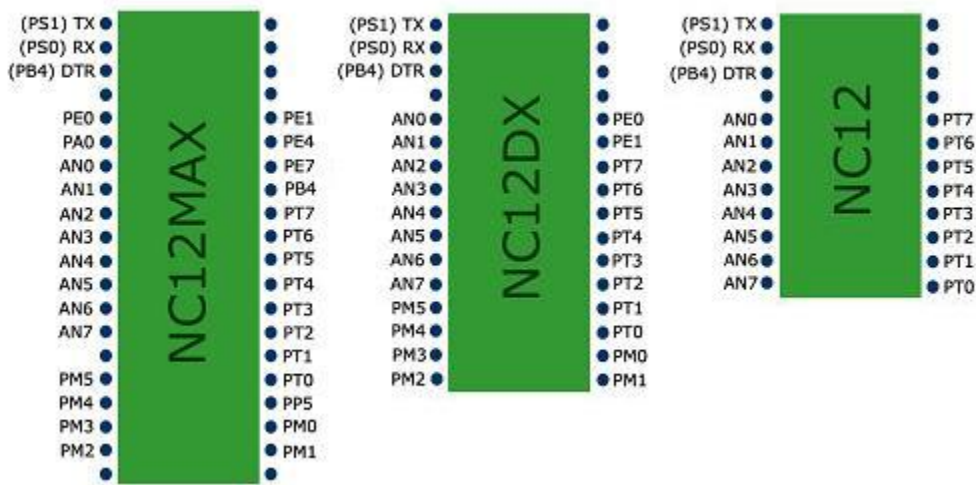 (PS1) TX
(PS0) RX
(PB4) DTR
PE0
PA0
AN0
AN1
AN2
AN3
AN4
AN5
AN6
AN7
PM5
PM4
PM3
PM2
NC12MAX
PE1
PE4
PE7
PB4
PT7
PT6
PT5
PT4
PT3
PT2
PT1
PT0
PP5
PM0
PM1
(PS1) TX
(PS0) RX
(PB4) DTR
AN0
AN1
AN2
AN3
AN4
AN5
AN6
AN7
PM5
PM4
PM3
PM2
NC12DX
PE0
PE1
PT7
PT6
PT5
PT4
PT3
PT2
PT1
PT0
PM0
PM1
(PS1) TX
(PS0) RX
(PB4) DTR
AN0
AN1
AN2
AN3
AN4
AN5
AN6
AN7
NC12
PT7
PT6
PT5
PT4
PT3
PT2
PT1
PT0